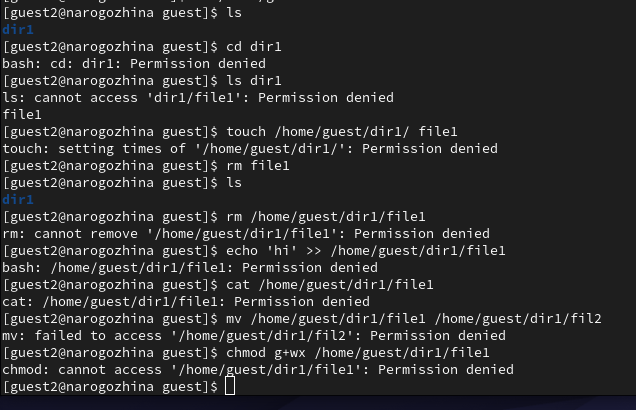 [guest2@narogozhina guest]$ ls
dir1
[guest2@narogozhina guest]$ cd dir1
bash: cd: dir1: Permission denied
[guest2@narogozhina guest]$ ls dir1
ls: cannot access 'dir1/file1': Permission denied
file1
[guest2@narogozhina guest]$ touch /home/guest/dir1/ file1
touch: setting times of '/home/guest/dir1/': Permission denied
[guest2@narogozhina guest]$ rm file1
[guest2@narogozhina guest]$ ls
dir1
[guest2@narogozhina guest]$ rm /home/guest/dir1/file1
rm: cannot remove '/home/guest/dir1/file1': Permission denied
[guest2@narogozhina guest]$ echo 'hi' >> /home/guest/dir1/file1
bash: /home/guest/dir1/file1: Permission denied
[guest2@narogozhina guest]$ cat /home/guest/dir1/file1
cat: /home/guest/dir1/file1: Permission denied
[guest2@narogozhina guest]$ mv /home/guest/dir1/file1 /home/guest/dir1/fil2
mv: failed to access '/home/guest/dir1/fil2': Permission denied
[guest2@narogozhina guest]$ chmod g+wx /home/guest/dir1/file1
chmod: cannot access '/home/guest/dir1/file1': Permission denied
[guest2@narogozhina guest]$